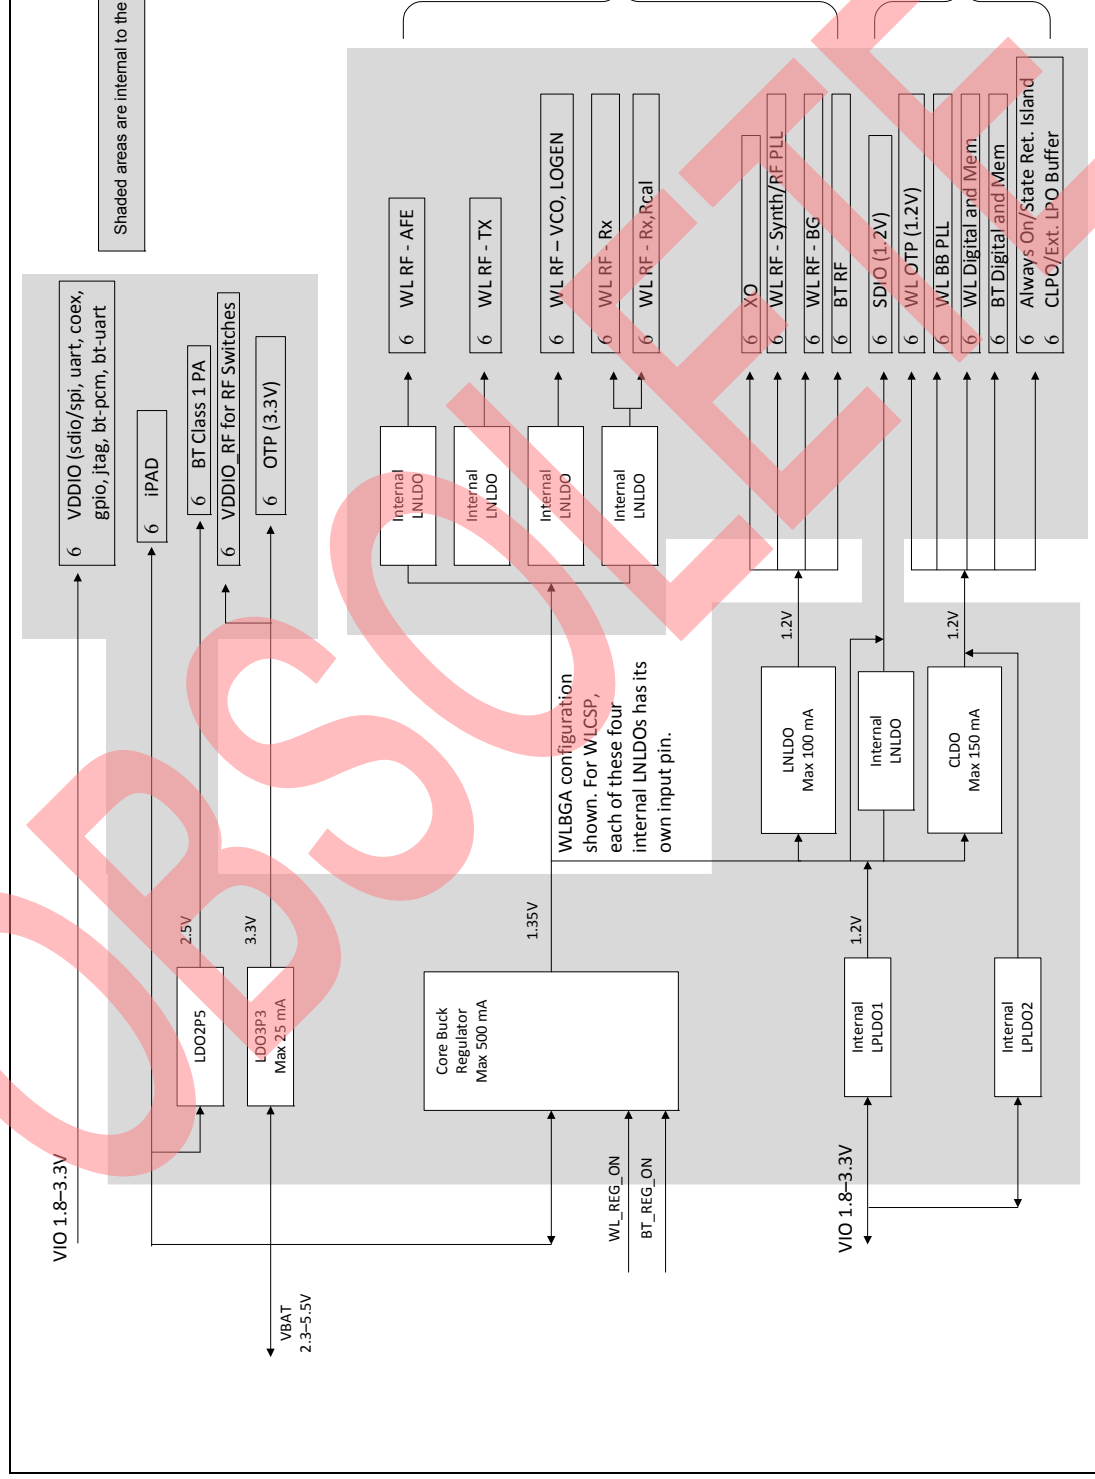 Shaded areas are internal to the
VIO 1.8–3.3V
6 VDDIO (sdio/spi, uart, coex,
gpio, jtag, bt-pcm, bt-uart
6 iPAD
LDO2P5
2.5V
6 BT Class 1 PA
6 VDDIO_RF for RF Switches
VBAT
2.3–5.5V
LDO3P3
Max 25 mA
3.3V
6 OTP (3.3V)
Internal
LNLDO
6 WL RF - AFE
Internal
LNLDO
6 WL RF - TX
Core Buck
Regulator
Max 500 mA
1.35V
Internal
LNLDO
6 WL RF – VCO, LOGEN
WL_REG_ON
BT_REG_ON
WLBGA configuration
shown. For WLCSP,
each of these four
internal LNLDOs has its
own input pin.
Internal
LNLDO
6 WL RF - Rx
6 WL RF - Rx,Rcal
LNLDO
Max 100 mA
1.2V
6 XO
6 WL RF - Synth/RF PLL
6 WL RF - BG
6 BT RF
VIO 1.8–3.3V
Internal
LPLDO1
1.2V
Internal
LNLDO
6 SDIO (1.2V)
CLDO
Max 150 mA
1.2V
6 WL OTP (1.2V)
6 WL BB PLL
6 WL Digital and Mem
6 BT Digital and Mem
Internal
LPLDO2
6 Always On/State Ret. Island
6 CLPO/Ext. LPO Buffer
OBSOLETE